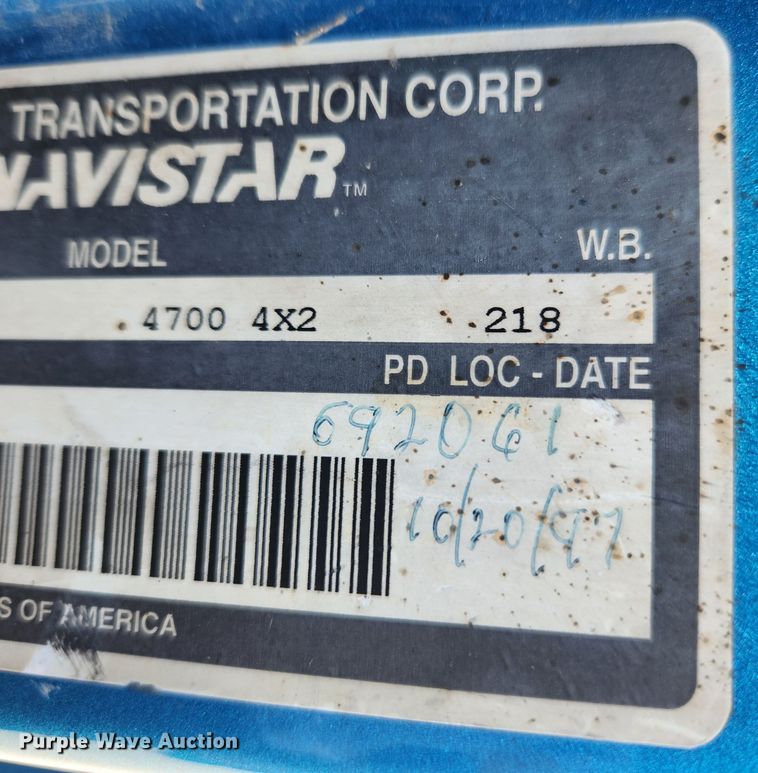 TRANSPORTATION CORP.
NAVISTAR™
MODEL W.B.
4700 4X2 218
PD LOC - DATE
692061
10/20/97
S OF AMERICA
Purple Wave Auction